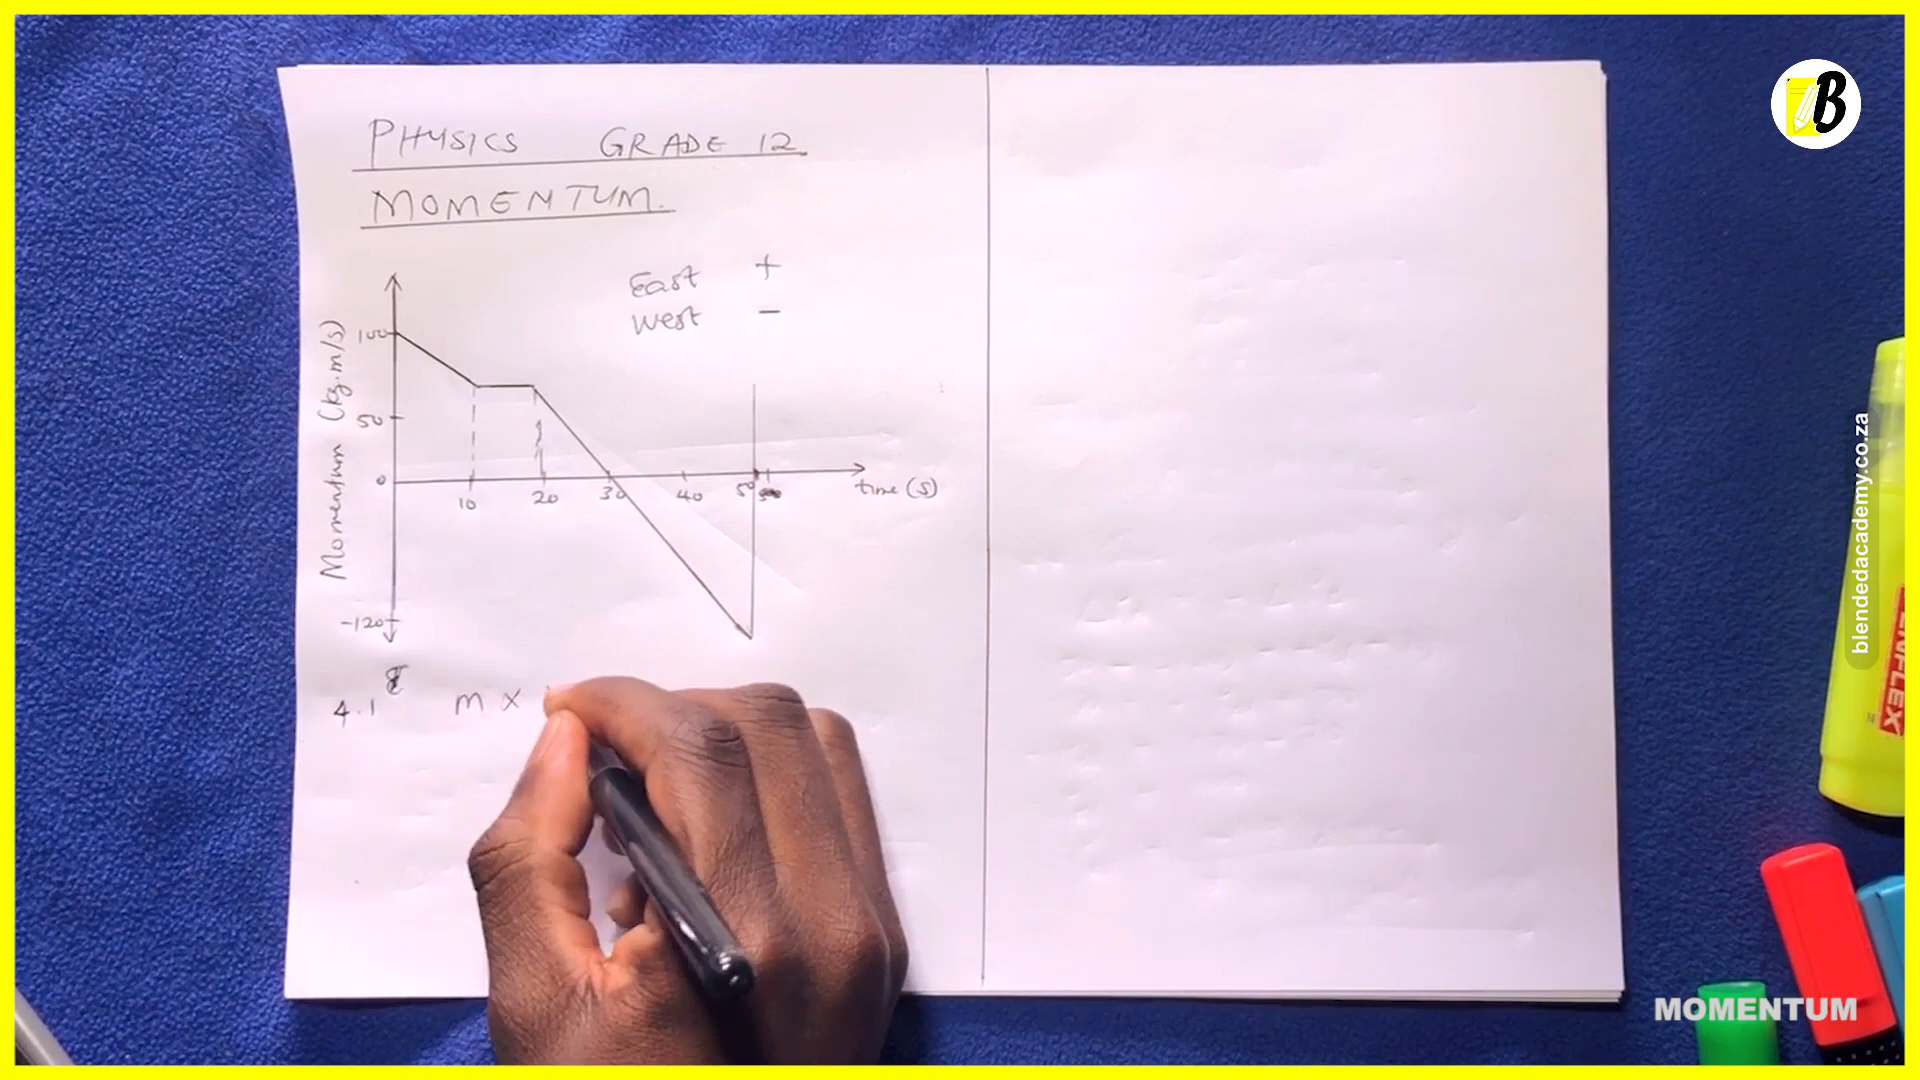 PHYSICS GRADE 12
MOMENTUM.
East +
West -
Momentum (kg.m/s)
100
50
0
-120
10 20 30 40 50
time (s)
4.1 m x
B
blendedacademy.co.za
MOMENTUM